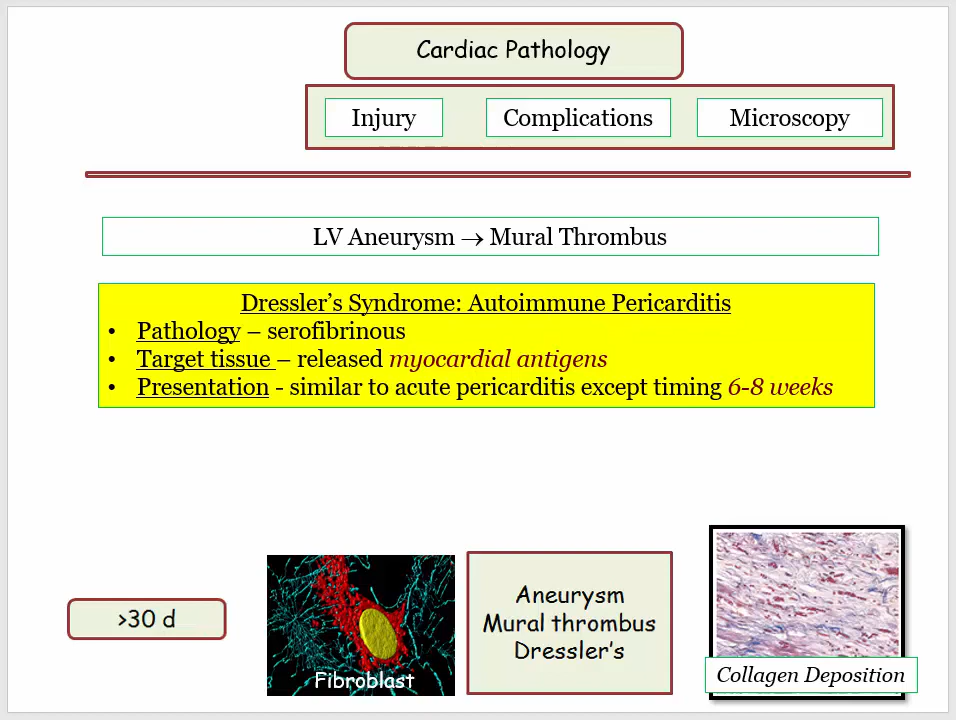 Cardiac Pathology
Injury
Complications
Microscopy
LV Aneurysm → Mural Thrombus
Dressler’s Syndrome: Autoimmune Pericarditis
• Pathology – serofibrinous
• Target tissue – released myocardial antigens
• Presentation - similar to acute pericarditis except timing 6-8 weeks
>30 d
Fibroblast
Aneurysm
Mural thrombus
Dressler’s
Collagen Deposition